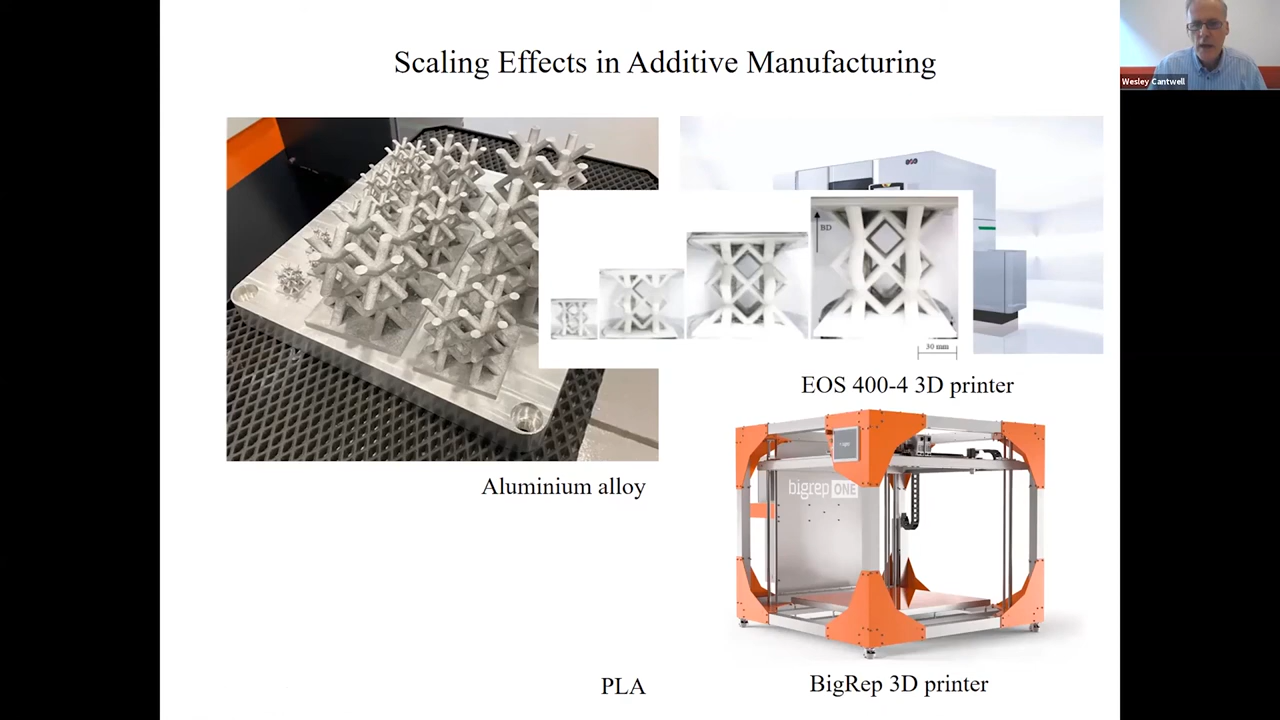 Scaling Effects in Additive Manufacturing
Wesley Cantwell
BD
30 mm
EOS 400-4 3D printer
Aluminium alloy
bigrep ONE
PLA
BigRep 3D printer